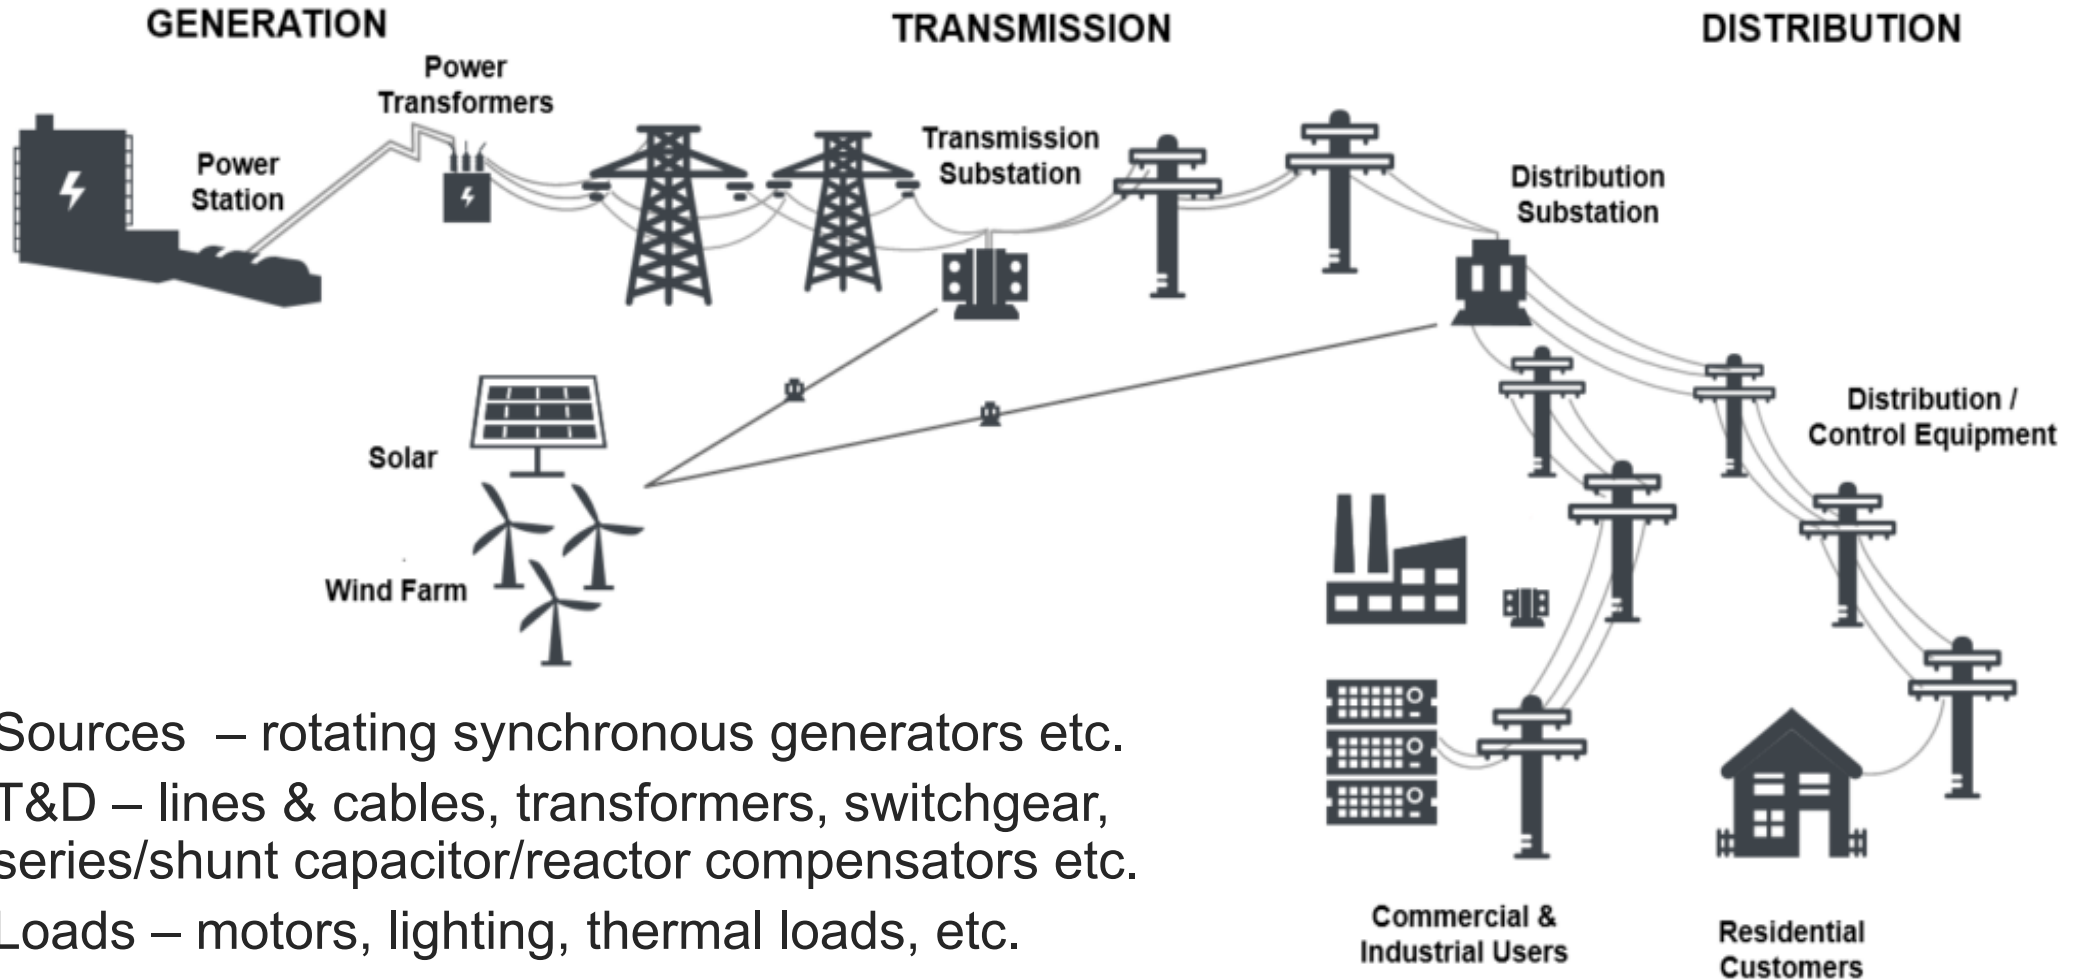 GENERATION
TRANSMISSION
DISTRIBUTION
Power
Transformers
Power
Station
Transmission
Substation
Distribution
Substation
Solar
Wind Farm
Distribution /
Control Equipment
Sources – rotating synchronous generators etc.
T&D – lines & cables, transformers, switchgear,
series/shunt capacitor/reactor compensators etc.
Loads – motors, lighting, thermal loads, etc.
Commercial &
Industrial Users
Residential
Customers